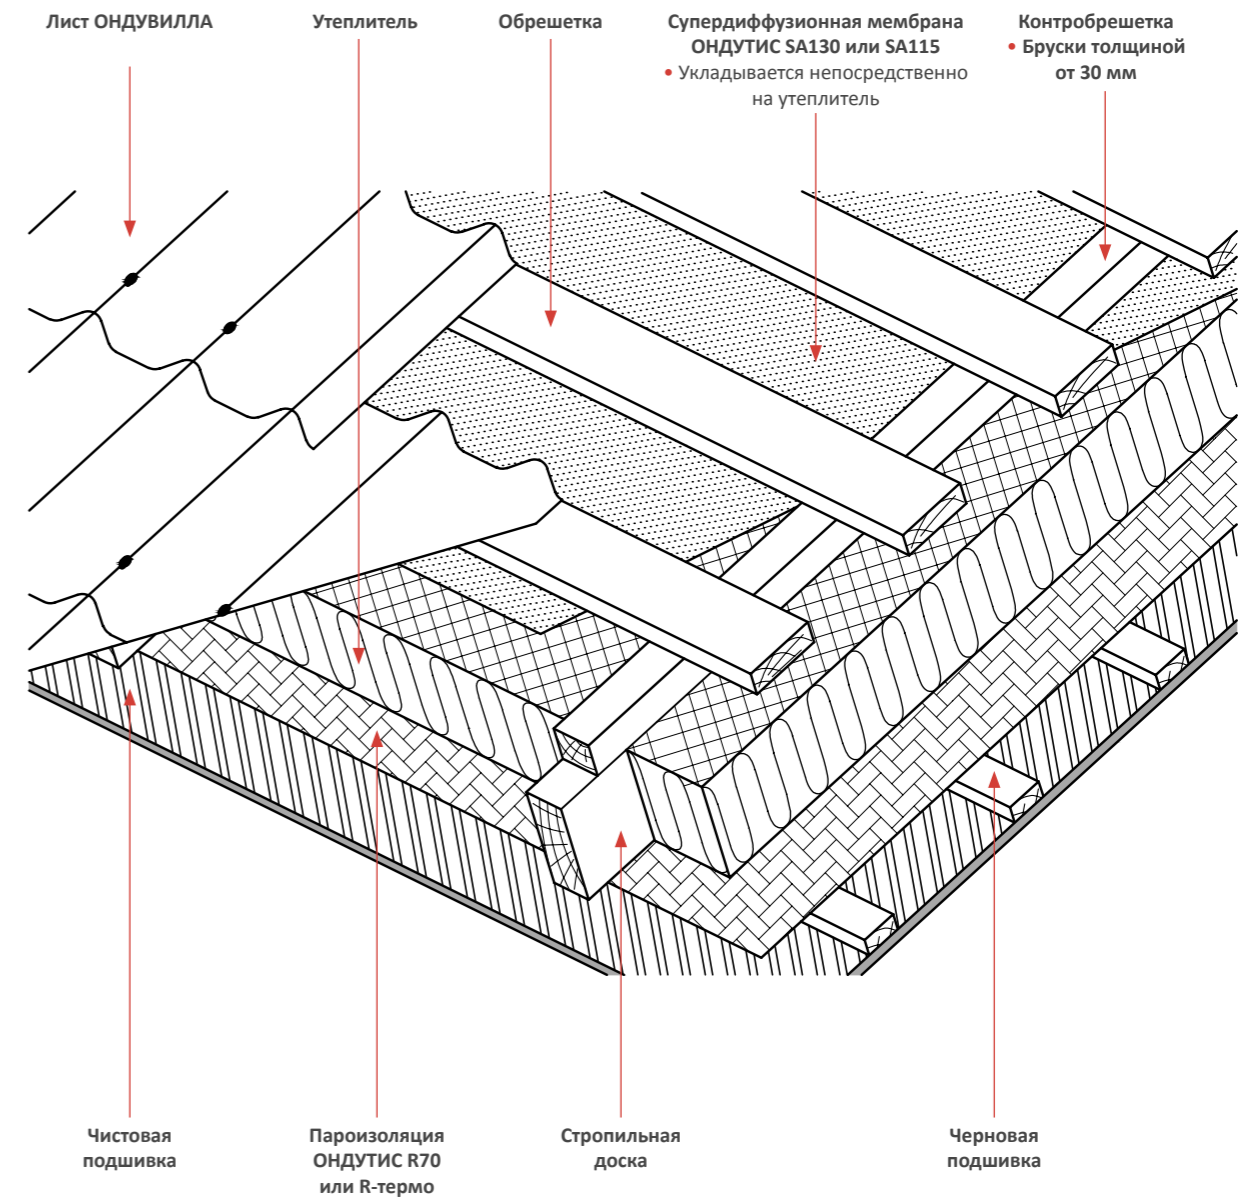 Лист ОНДУВИЛЛА
Утеплитель
Обрешетка
Супердиффузионная мембрана
ОНДУТИС SA130 или SA115
• Укладывается непосредственно
на утеплитель
Контробрешетка
• Бруски толщиной
от 30 мм
Чистовая
подшивка
Пароизоляция
ОНДУТИС R70
или R-термо
Стропильная
доска
Черновая
подшивка